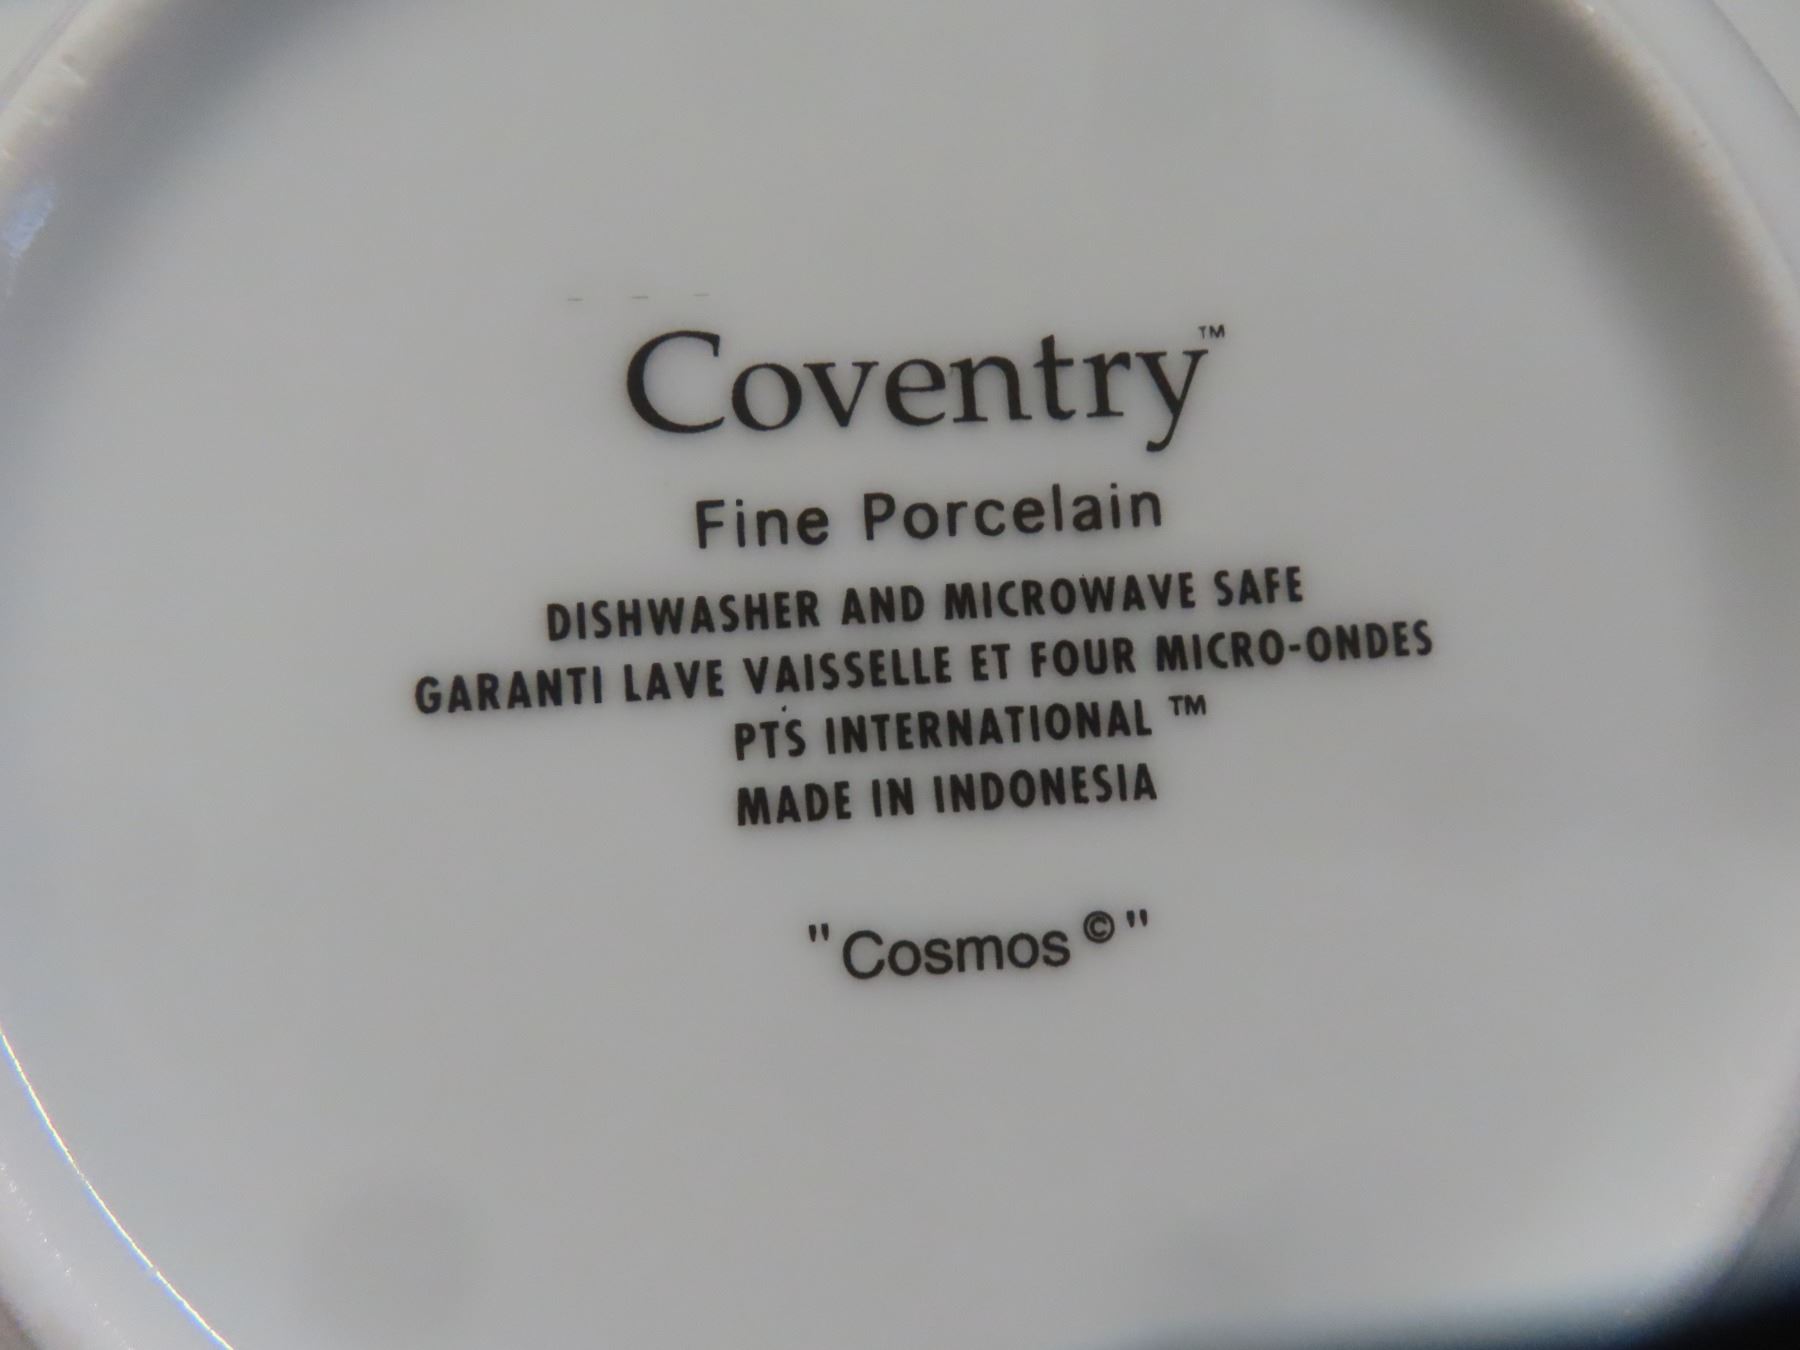 Coventry™
Fine Porcelain
DISHWASHER AND MICROWAVE SAFE
GARANTI LAVE VAISSELLE ET FOUR MICRO-ONDES
PTS INTERNATIONAL ™
MADE IN INDONESIA
"Cosmos©"